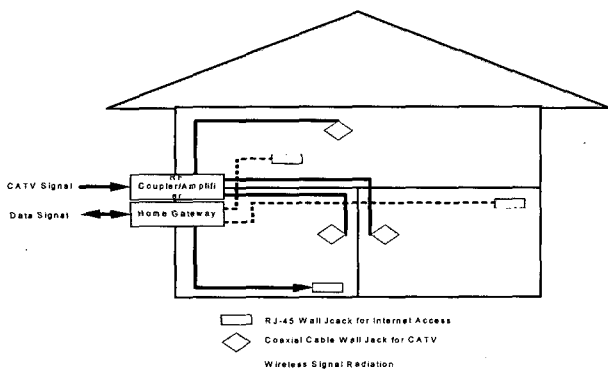 CATV Signal
RF
Coupler/Amplifi
er
Data Signal
Home Gateway
RJ-45 Wall Jcack for Internet Access
Coaxial Cable Wall Jack for CATV
Wireless Signal Radiation